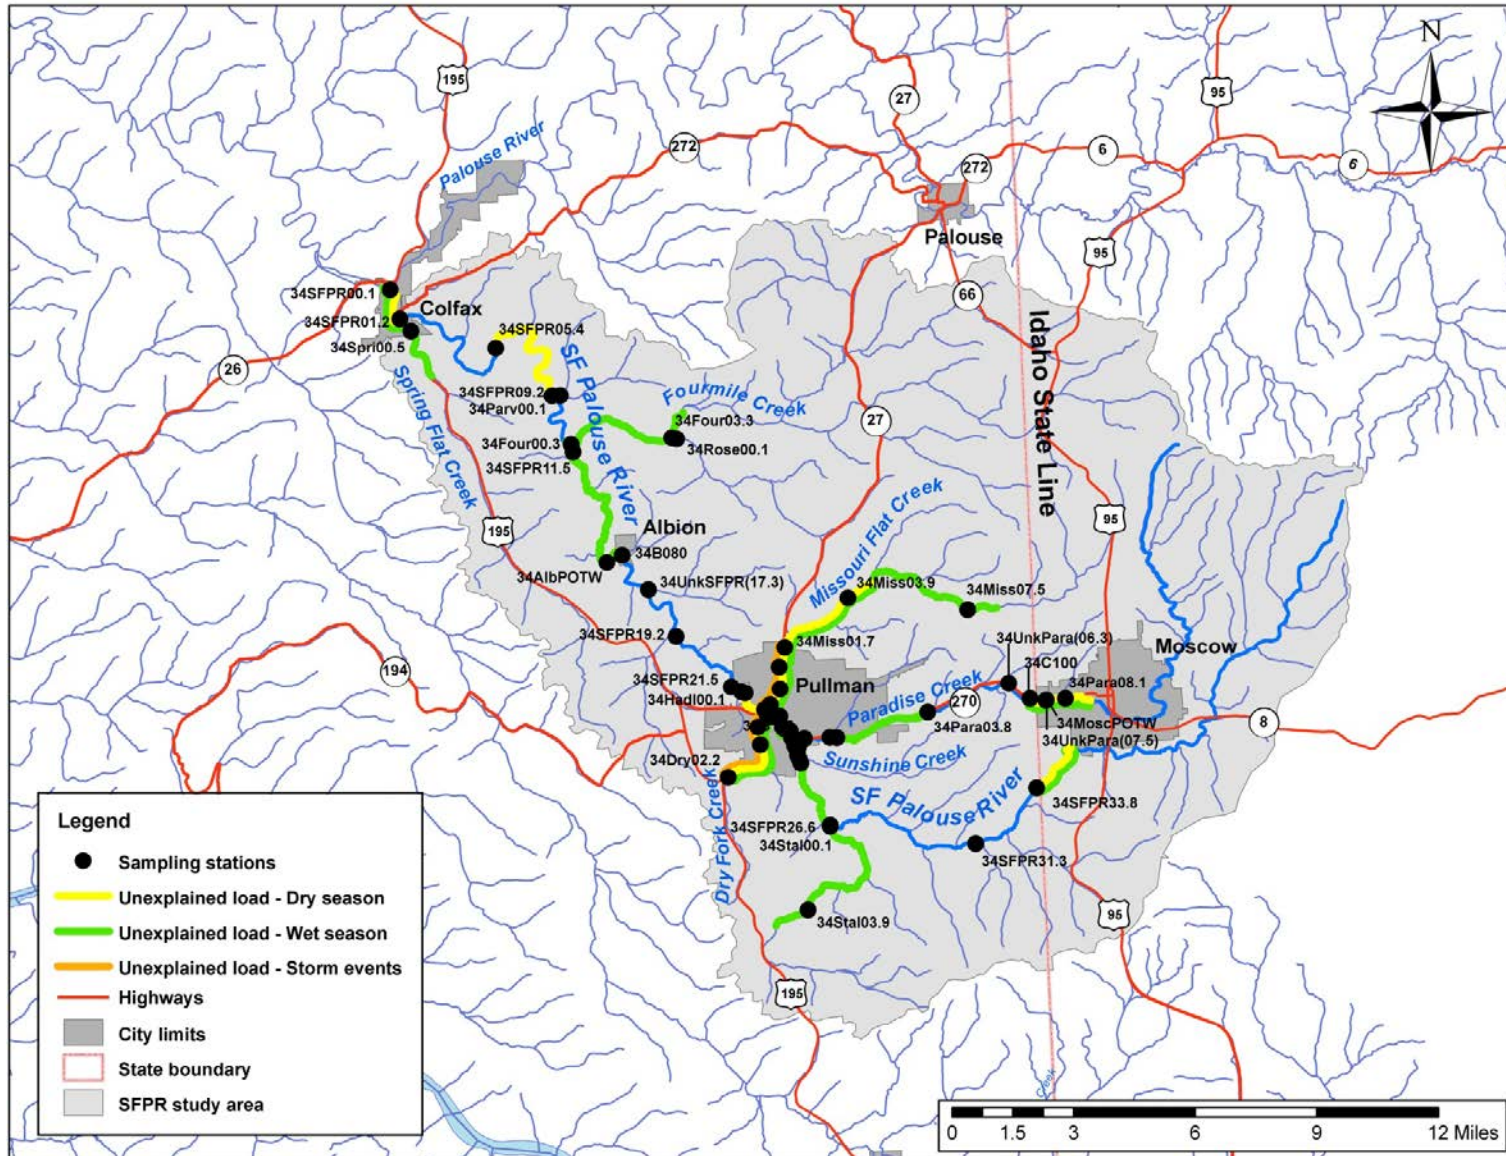 N
195
27
95
Palouse River
272
6
6
272
Palouse
95
34SFPR00.1
Colfax
66
34SFPR01.2
34SFPR05.4
34Spri00.5
Idaho State Line
26
SF Palouse River
34SFPR09.2
34Parv00.1
Fourmile Creek
34Four03.3
27
Spring Flat Creek
34Four00.3
34Rose00.1
34SFPR11.5
Missouri Flat Creek
195
Albion
95
34B080
34AlbPOTW
34UnkSFPR(17.3)
34Miss03.9
34Miss07.5
34SFPR19.2
34Miss01.7
34UnkPara(06.3)
Moscow
194
34C100
34SFPR21.5
Pullman
34Para08.1
34Hadl00.1
Paradise Creek
270
34Para03.8
34MoscPOTW
8
34UnkPara(07.5)
34Dry02.2
Sunshine Creek
SF Palouse River
34SFPR33.8
Dry Fork Creek
34SFPR26.6
34Stal00.1
34SFPR31.3
34Stal03.9
95
195
Legend
Sampling stations
Unexplained load - Dry season
Unexplained load - Wet season
Unexplained load - Storm events
Highways
City limits
State boundary
SFPR study area
Creek
0 1.5 3 6 9 12 Miles